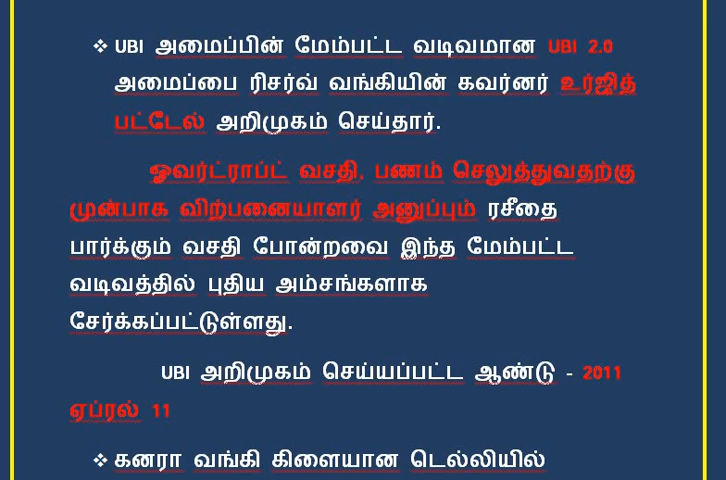 ❖ UBI அமைப்பின் மேம்பட்ட வடிவமான UBI 2.0
அமைப்பை ரிசர்வ் வங்கியின் கவர்னர் உர்ஜித்
பட்டேல் அறிமுகம் செய்தார்.
ஓவர்ட்ராப்ட் வசதி, பணம் செலுத்துவதற்கு
முன்பாக விற்பனையாளர் அனுப்பும் ரசீதை
பார்க்கும் வசதி போன்றவை இந்த மேம்பட்ட
வடிவத்தில் புதிய அம்சங்களாக
சேர்க்கப்பட்டுள்ளது.
UBI அறிமுகம் செய்யப்பட்ட ஆண்டு - 2011
ஏப்ரல் 11
❖ கனரா வங்கி கிளையான டெல்லியில்